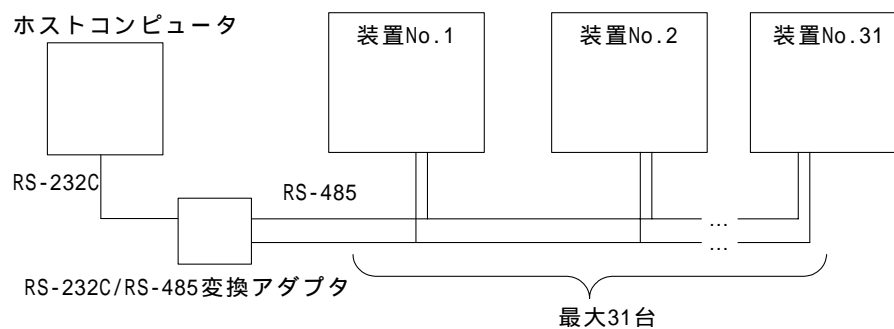 ホストコンピュータ
装置No.1
装置No.2
装置No.31
RS-232C
RS-485
...
...
RS-232C/RS-485変換アダプタ
最大31台